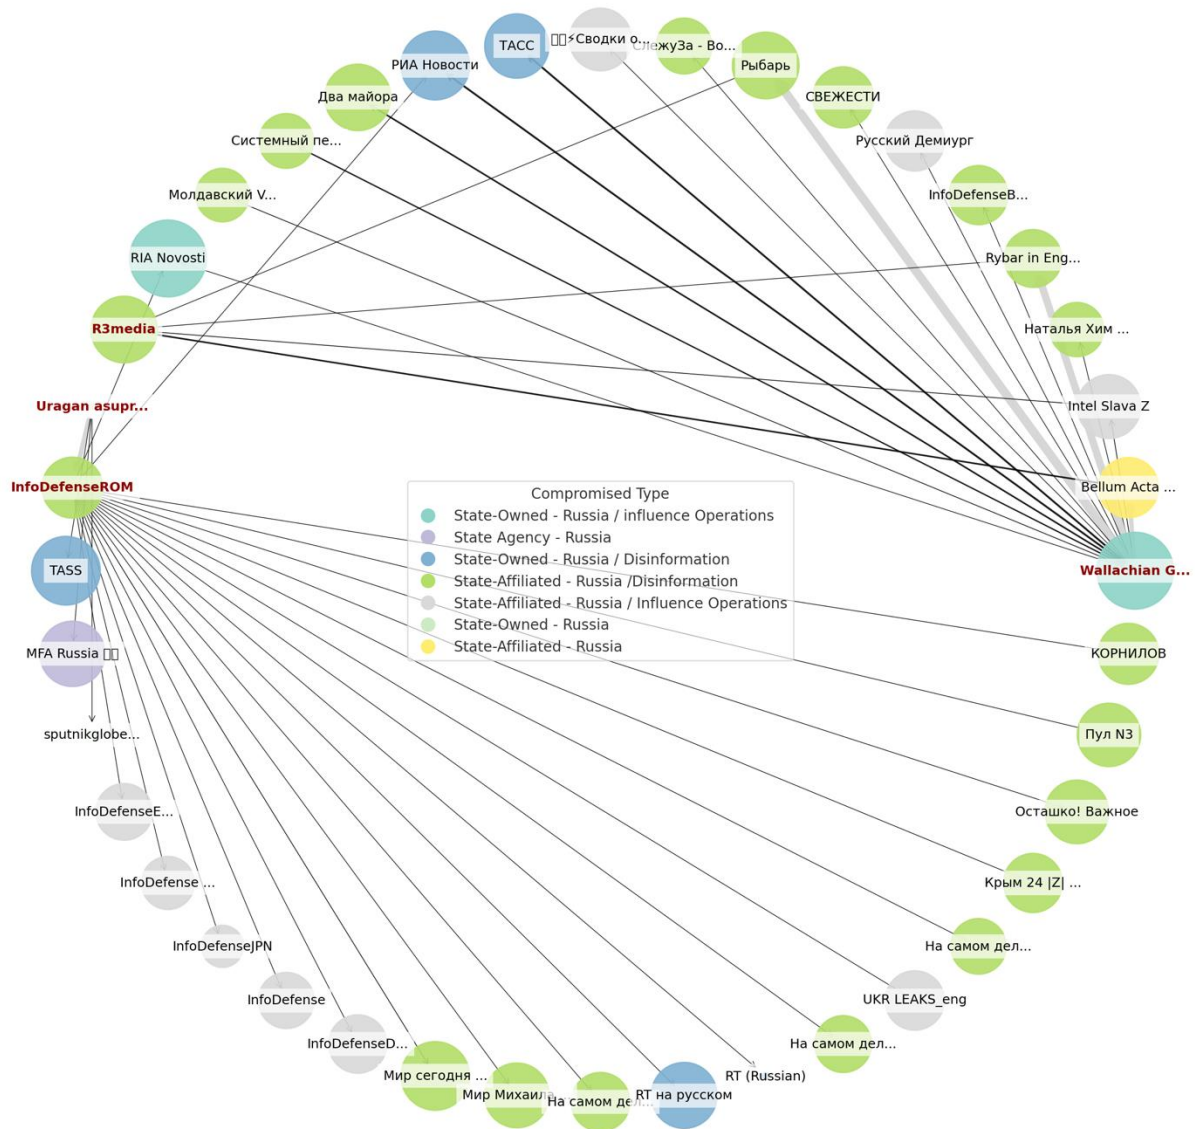 🇷🇺⚡Сводки о...
ТАСС
СлежуЗа - Во...
РИА Новости
Рыбарь
Два майора
СВЕЖЕСТИ
Системный пе...
Русский Демиург
Молдавский V...
InfoDefenseB...
RIA Novosti
Rybar in Eng...
R3media
Наталья Хим ...
Uragan asupr...
Intel Slava Z
InfoDefenseROM
Bellum Acta ...
Compromised Type
State-Owned - Russia / influence Operations
State Agency - Russia
State-Owned - Russia / Disinformation
State-Affiliated - Russia /Disinformation
State-Affiliated - Russia / Influence Operations
State-Owned - Russia
State-Affiliated - Russia
TASS
Wallachian G...
MFA Russia
КОРНИЛОВ
sputnikglobe...
Пул N3
InfoDefenseE...
Осташко! Важное
InfoDefense ...
Крым 24 |Z| ...
InfoDefenseJPN
На самом дел...
InfoDefense
UKR LEAKS_eng
InfoDefenseD...
На самом дел...
Мир сегодня ...
RT (Russian)
Мир Михаила
На самом дел...
RT на русском